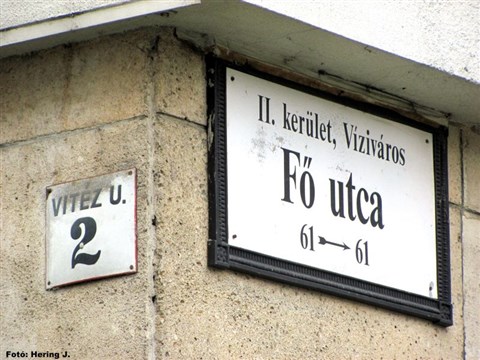 VITÉZ U.
2
II. kerület, Víziváros
Fő utca
61 → 61
Fotó: Hering J.